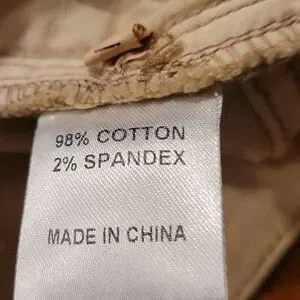 98% COTTON
2% SPANDEX
MADE IN CHINA